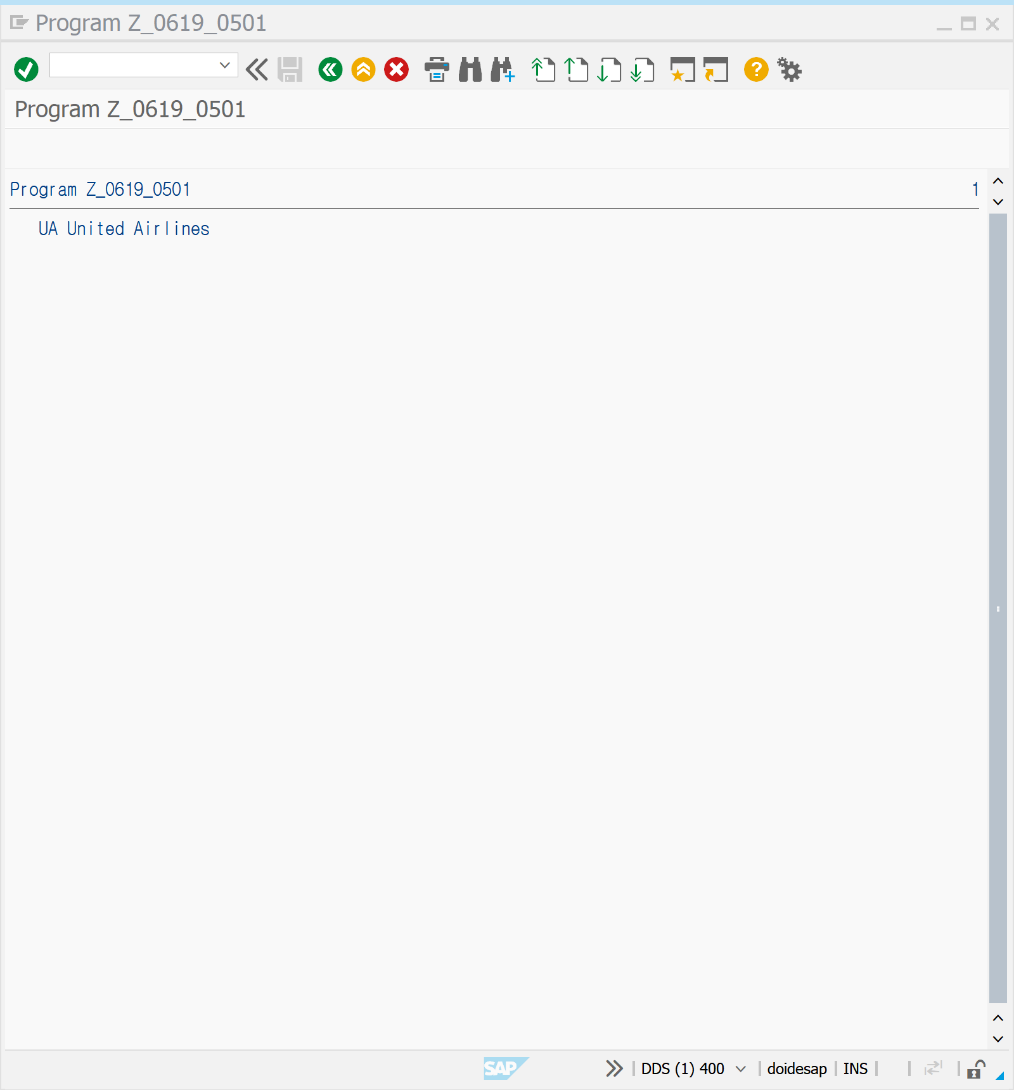 Program Z_0619_0501
Program Z_0619_0501
Program Z_0619_0501 1
UA United Airlines
SAP DDS (1) 400 doidesap INS